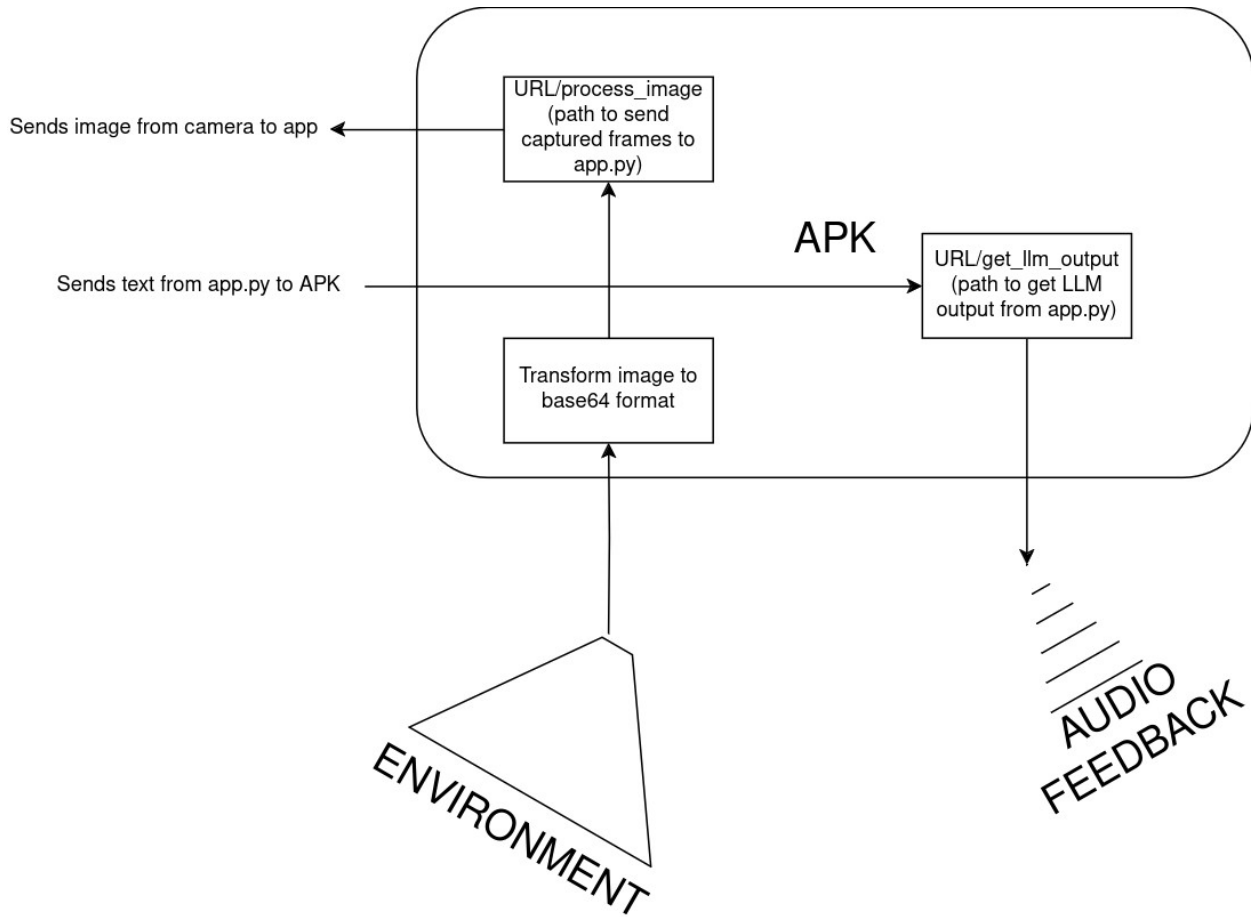 URL/process_image
(path to send
captured frames to
app.py)
Sends image from camera to app
APK
URL/get_llm_output
(path to get LLM
output from app.py)
Sends text from app.py to APK
Transform image to
base64 format
ENVIRONMENT
AUDIO
FEEDBACK